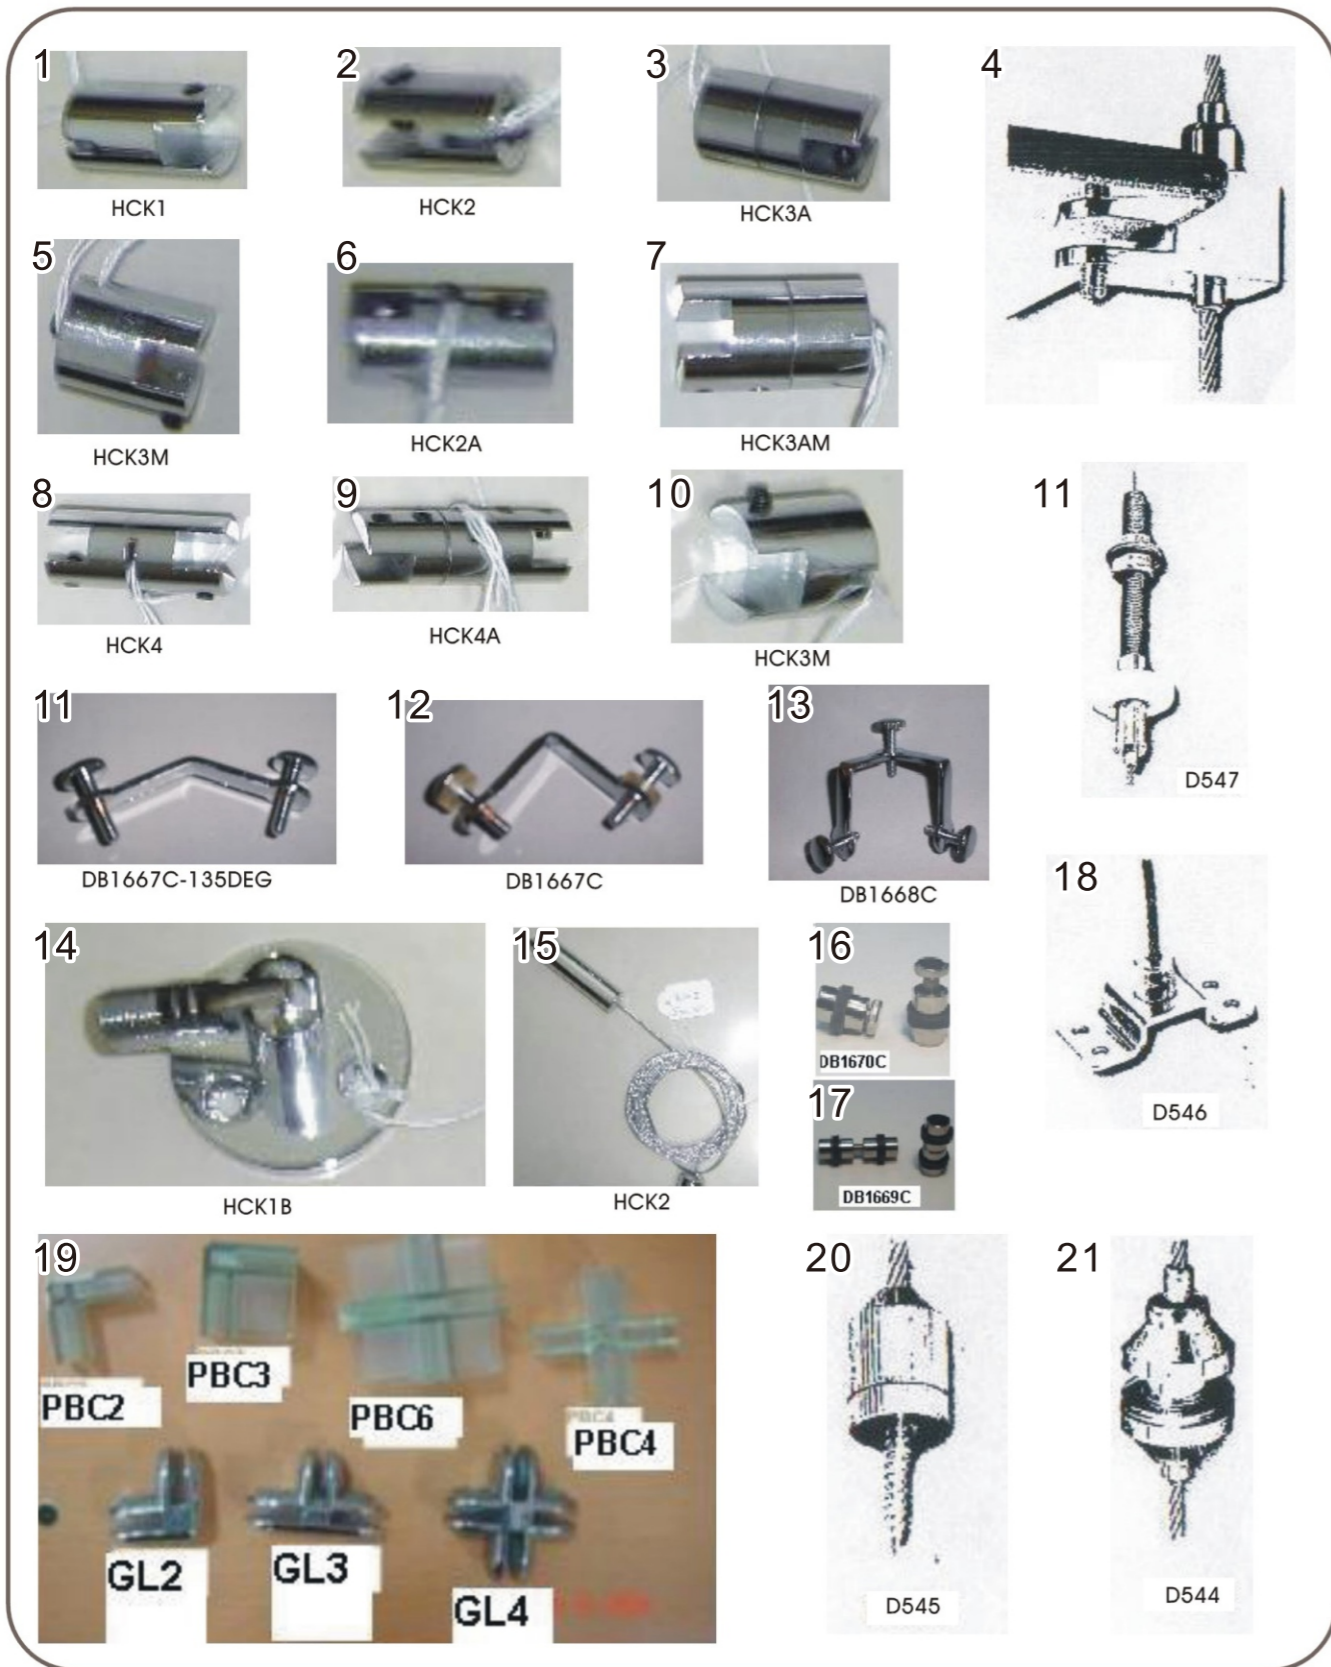 1
2
3
4
HCK1
HCK2
HCK3A
5
6
7
HCK3M
HCK2A
HCK3AM
8
9
10
11
HCK4
HCK4A
HCK3M
D547
11
12
13
DB1667C-135DEG
DB1667C
DB1668C
14
15
16
DB1670C
17
DB1669C
18
D546
HCK1B
HCK2
19
PBC2
PBC3
PBC6
PBC4
GL2
GL3
GL4
20
D545
21
D544